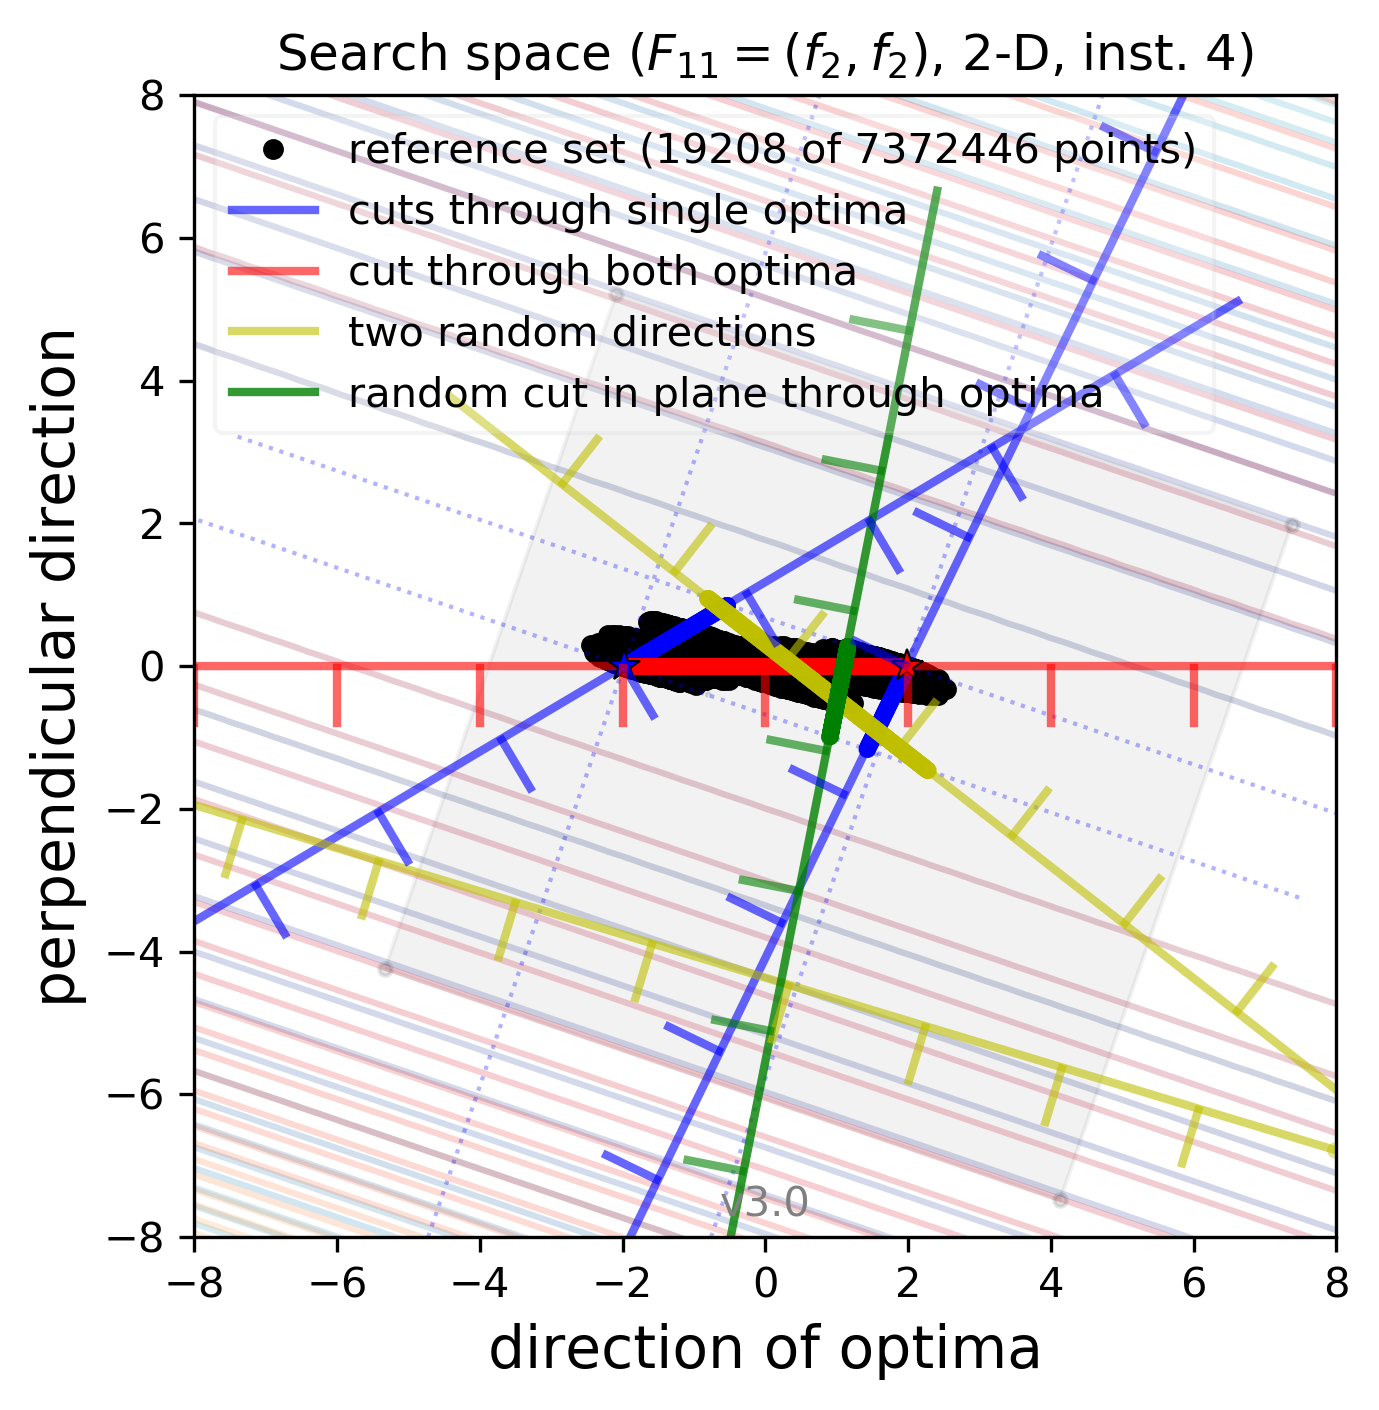 Search space (F₁₁ = (f₂, f₂), 2-D, inst. 4)
8
6
4
2
0
−2
−4
−6
−8
perpendicular direction
reference set (19208 of 7372446 points)
cuts through single optima
cut through both optima
two random directions
random cut in plane through optima
v3.0
−8 −6 −4 −2 0 2 4 6 8
direction of optima